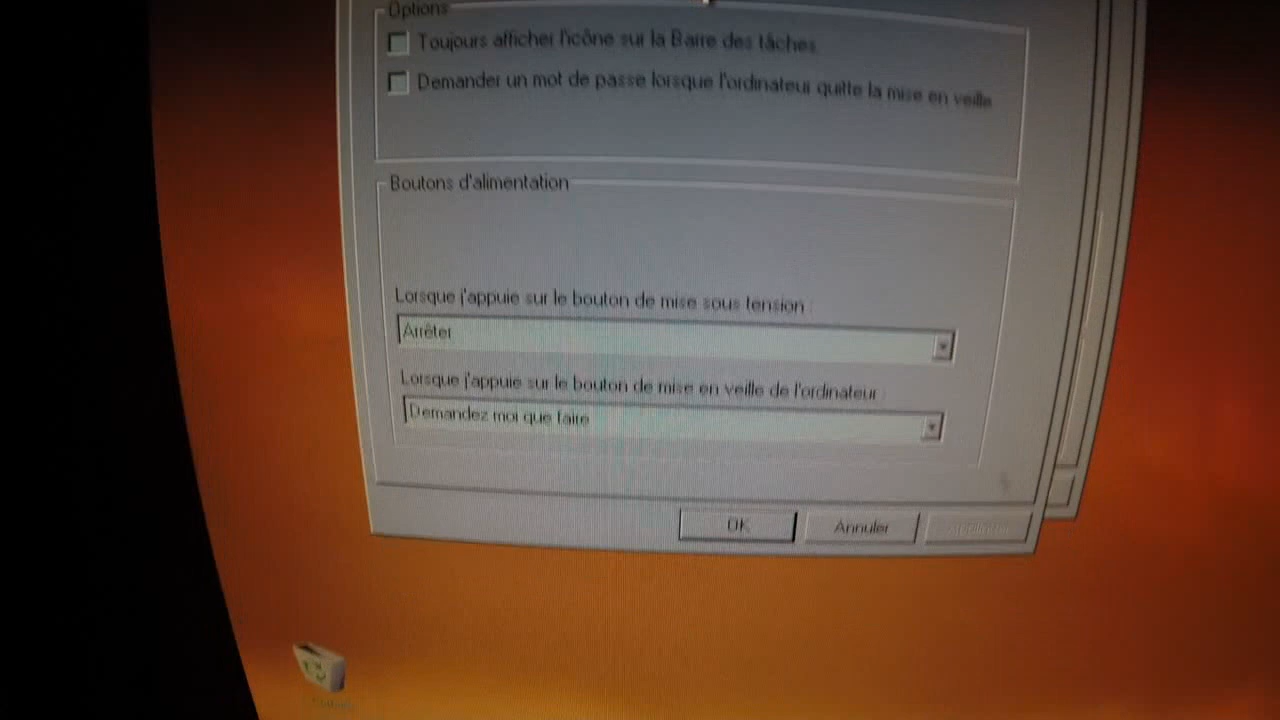 Options
Toujours afficher l'icône sur la Barre des tâches
Demander un mot de passe lorsque l'ordinateur quitte la mise en veille
Boutons d'alimentation
Lorsque j'appuie sur le bouton de mise sous tension :
Arrêter
Lorsque j'appuie sur le bouton de mise en veille de l'ordinateur :
Demandez moi que faire
OK
Annuler